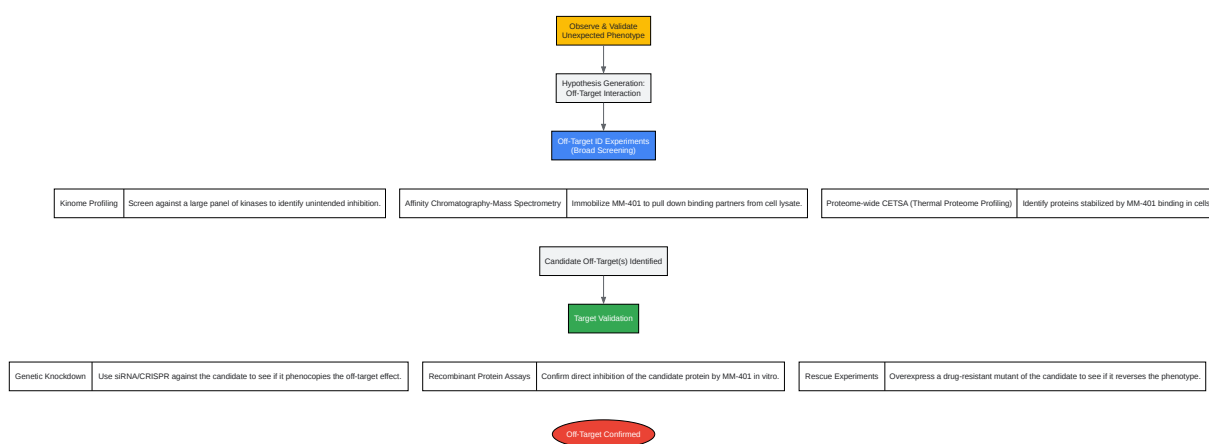 Observe & Validate
Unexpected Phenotype
Hypothesis Generation:
Off-Target Interaction
Off-Target ID Experiments
(Broad Screening)
Kinome Profiling
Screen against a large panel of kinases to identify unintended inhibition.
Affinity Chromatography-Mass Spectrometry
Immobilize MM-401 to pull down binding partners from cell lysate.
Proteome-wide CETSA (Thermal Proteome Profiling)
Identify proteins stabilized by MM-401 binding in cells
Candidate Off-Target(s) Identified
Target Validation
Genetic Knockdown
Use siRNA/CRISPR against the candidate to see if it phenocopies the off-target effect.
Recombinant Protein Assays
Confirm direct inhibition of the candidate protein by MM-401 in vitro.
Rescue Experiments
Overexpress a drug-resistant mutant of the candidate to see if it reverses the phenotype.
Off-Target Confirmed